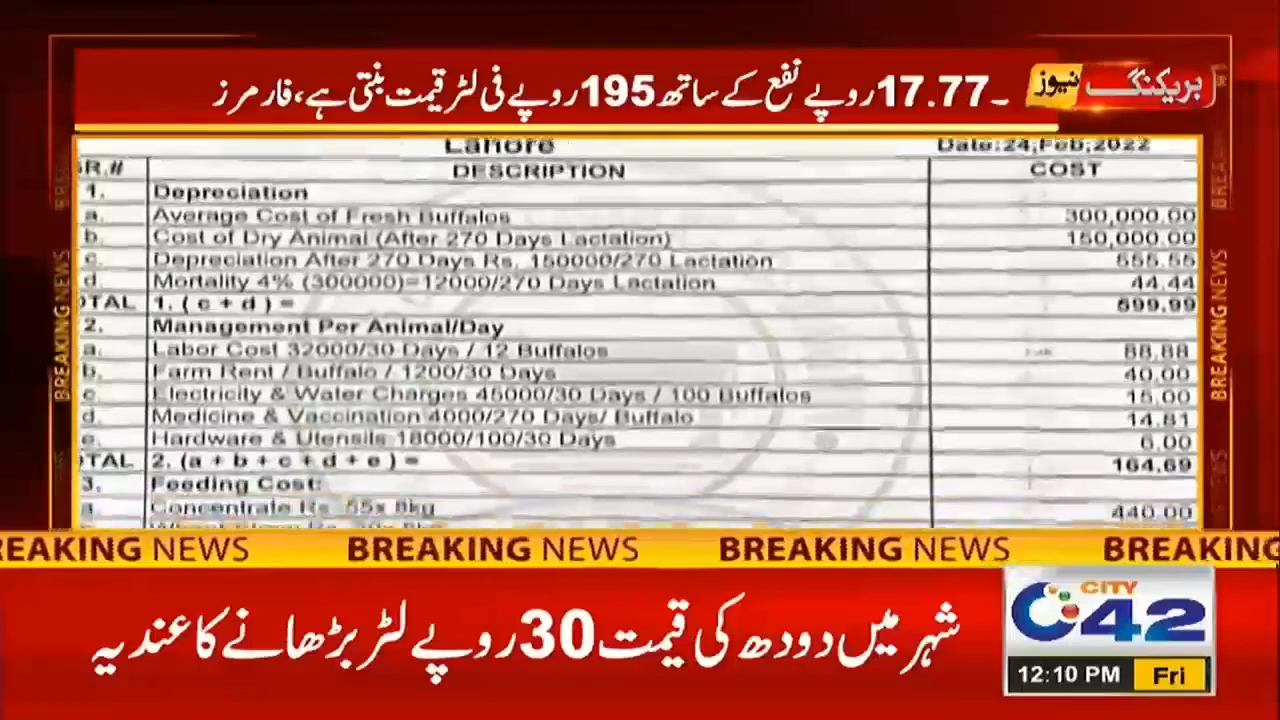 ۔17.77 روپے نفع کے ساتھ 195 روپے فی لٹر قیمت بنتی ہے، فارمرز
بریکنگ نیوز
Lahore Date:24,Feb,2022
SR.# DESCRIPTION COST
1. Depreciation
a. Average Cost of Fresh Buffalos 300,000.00
b. Cost of Dry Animal (After 270 Days Lactation) 150,000.00
c. Depreciation After 270 Days Rs. 150000/270 Lactation 555.55
d. Mortality 4% (300000)=12000/270 Days Lactation 44.44
OTAL 1. ( c + d ) = 599.99
2. Management Per Animal/Day
a. Labor Cost 32000/30 Days / 12 Buffalos 88.88
b. Farm Rent / Buffalo / 1200/30 Days 40.00
c. Electricity & Water Charges 45000/30 Days / 100 Buffalos 15.00
d. Medicine & Vaccination 4000/270 Days/ Buffalo 14.81
e. Hardware & Utensils 18000/100/30 Days 6.00
OTAL 2. (a + b + c + d + e ) = 164.69
3. Feeding Cost:
a. Concentrate Rs. 55x 8kg 440.00
BREAKING NEWS
BREAKING NEWS
REAKING NEWS BREAKING NEWS BREAKING NEWS BREAKING
شہر میں دودھ کی قیمت 30 روپے لٹر بڑھانے کا عندیہ
CITY
42
12:10 PM Fri